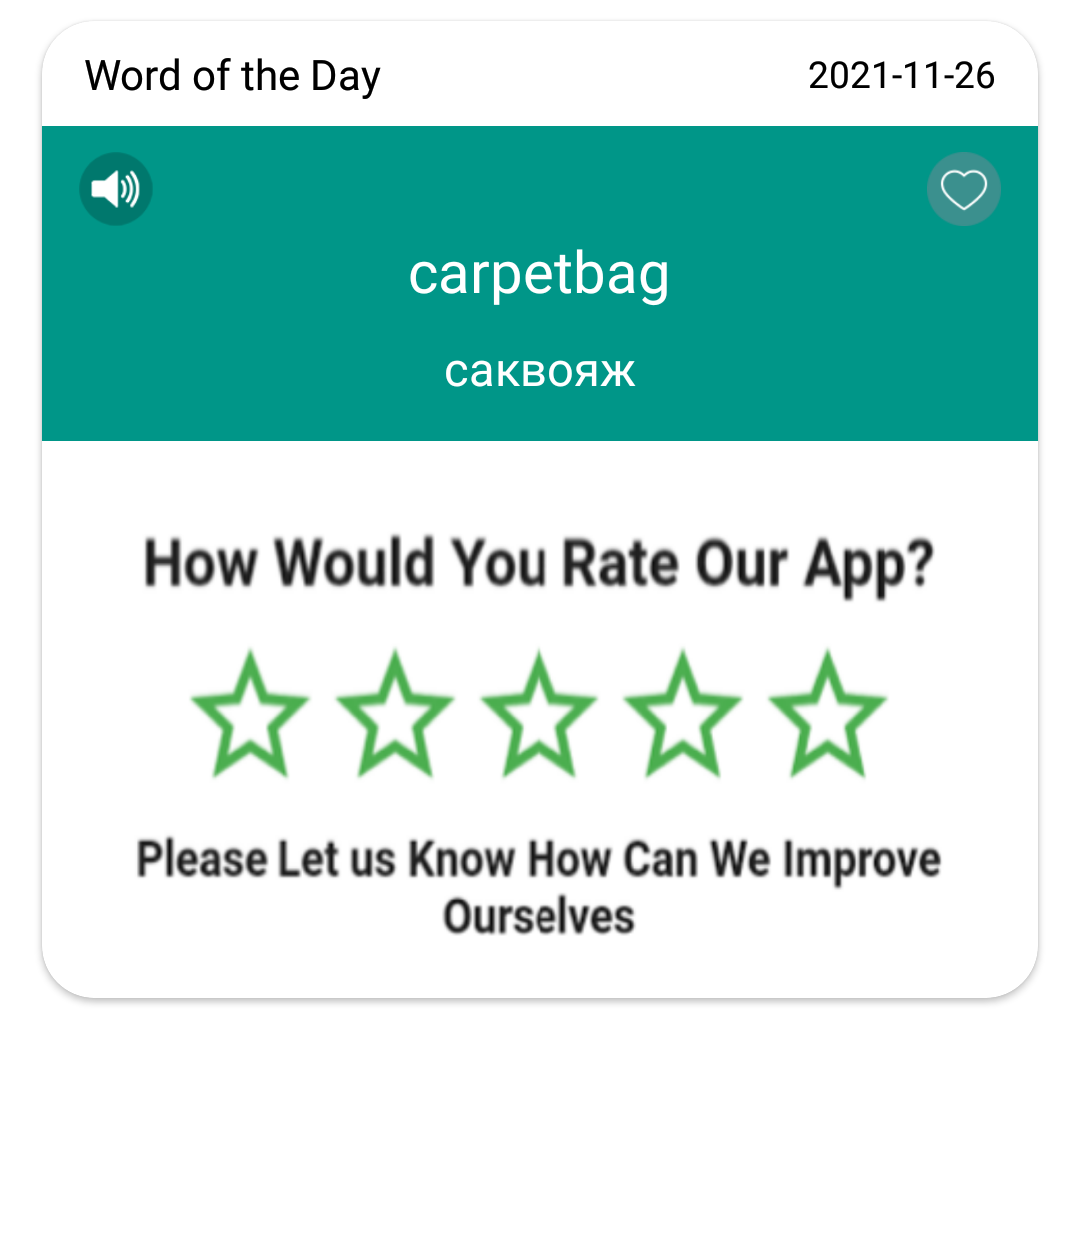 Word of the Day
2021-11-26
carpetbag
саквояж
How Would You Rate Our App?
Please Let us Know How Can We Improve
Ourselves